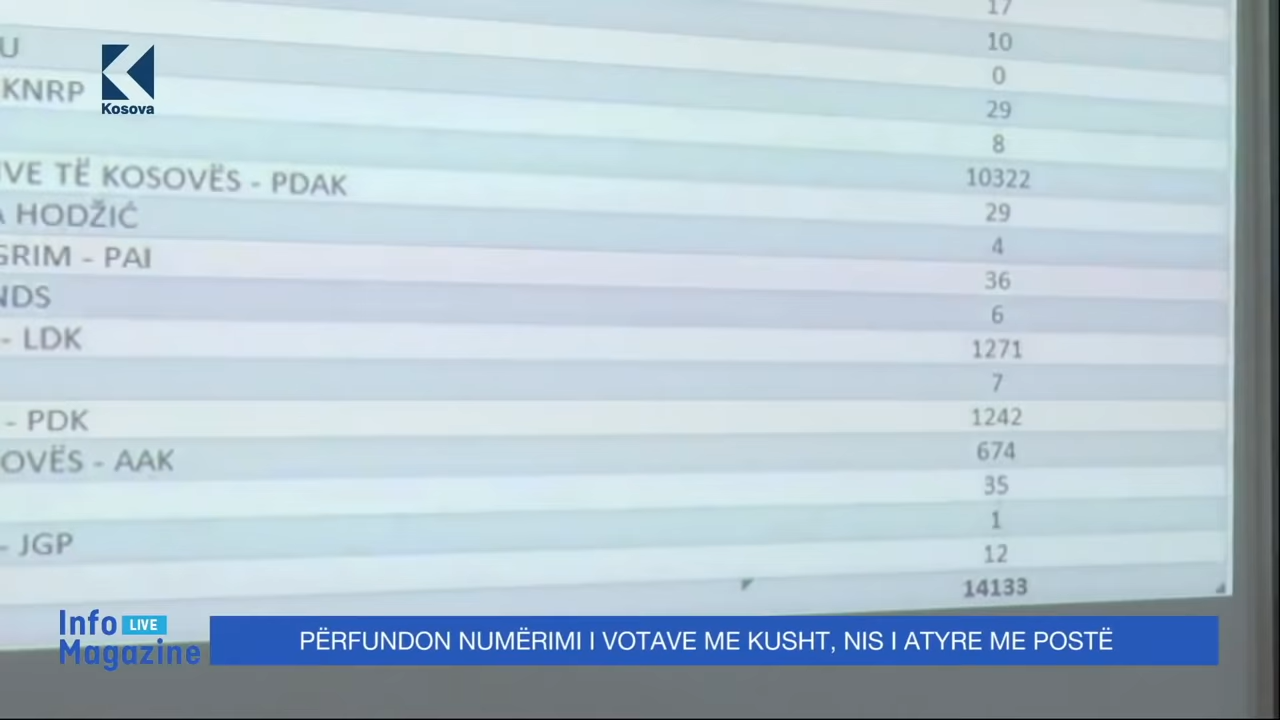 17
U 10
0
KNRP 29
8
IVE TË KOSOVËS - PDAK 10322
A HODŽIĆ 29
4
GRIM - PAI 36
NDS 6
- LDK 1271
7
- PDK 1242
OVËS - AAK 674
35
1
- JGP 12
14133
Kosova
Info LIVE
Magazine
PËRFUNDON NUMËRIMI I VOTAVE ME KUSHT, NIS I ATYRE ME POSTË